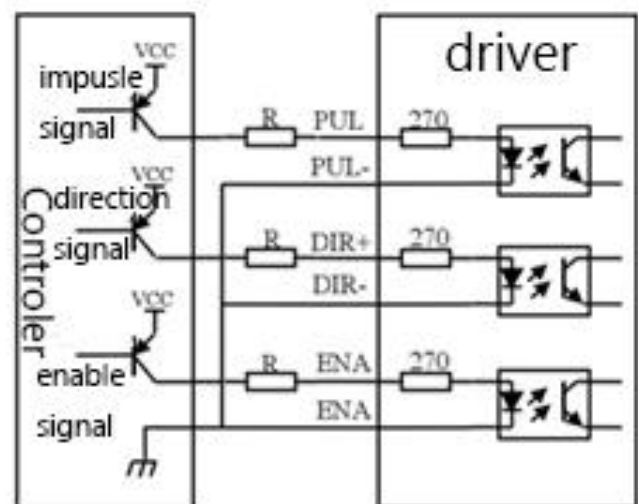 driver
VCC
impusle
signal
R
PUL
270
PUL-
VCC
direction
signal
R
DIR+
270
DIR-
Controler
VCC
enable
signal
R
ENA
270
ENA